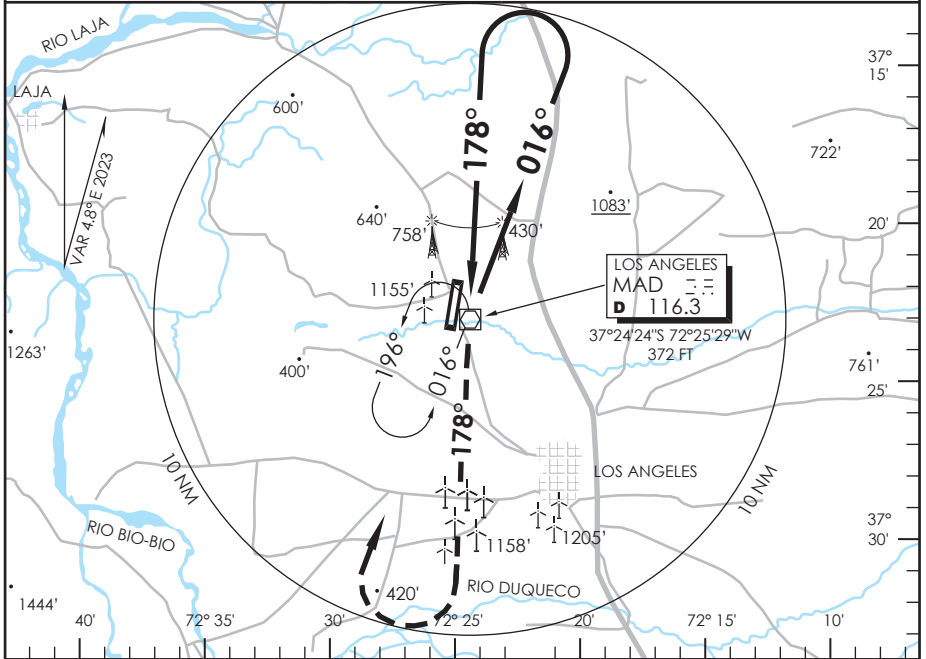 RIO LAJA
LAJA
600'
37°
15'
178°
016°
722'
VAR 4.8° E 2023
640'
758'
430'
1083'
20'
1155'
LOS ANGELES
MAD
D 116.3
37°24'24"S 72°25'29"W
372 FT
1263'
196°
016°
400'
761'
25'
178°
10 NM
LOS ANGELES
10 NM
RIO BIO-BIO
1158'
1205'
37°
30'
1444'
420'
RIO DUQUECO
40'
72° 35'
30'
72° 25'
20'
72° 15'
10'